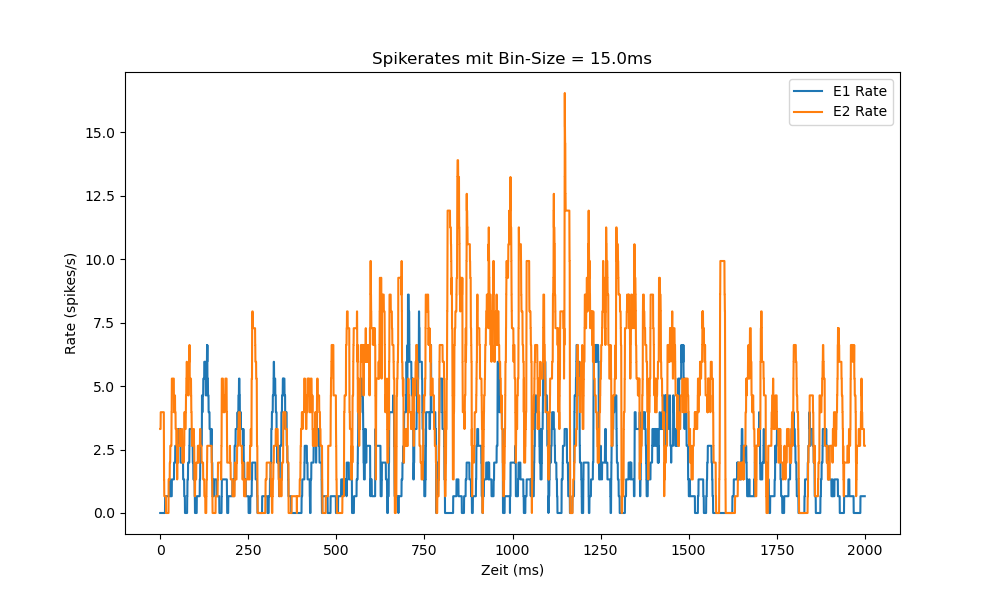 Spikerates mit Bin-Size = 15.0ms
E1 Rate
E2 Rate
Rate (spikes/s)
15.0
12.5
10.0
7.5
5.0
2.5
0.0
0 250 500 750 1000 1250 1500 1750 2000
Zeit (ms)